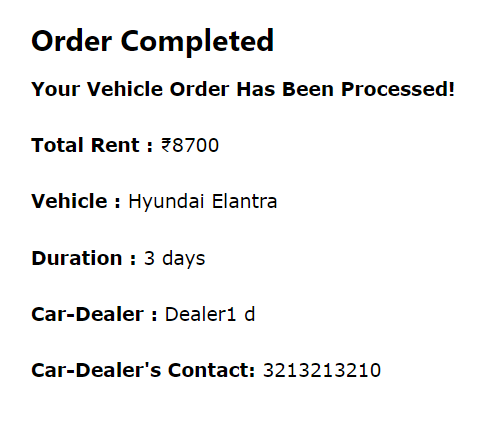 Order Completed
Your Vehicle Order Has Been Processed!
Total Rent : ₹8700
Vehicle : Hyundai Elantra
Duration : 3 days
Car-Dealer : Dealer1 d
Car-Dealer's Contact: 3213213210